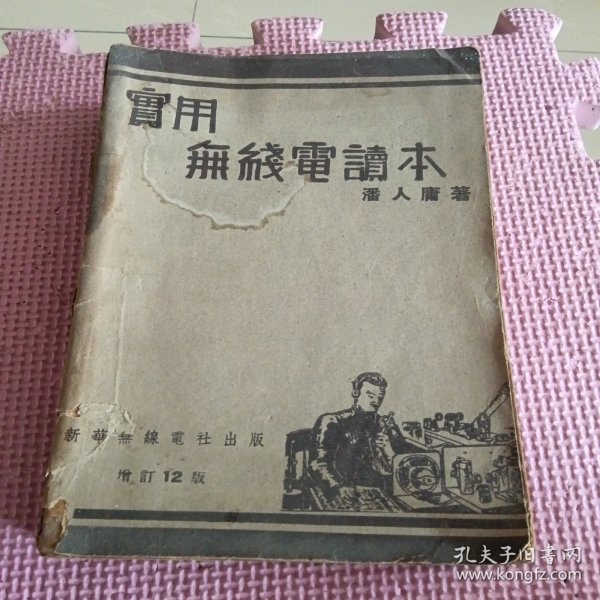 實用
無綫電讀本
潘人庸著
新華無線電社出版
增訂12版
孔夫子旧书网
www.kongfz.com